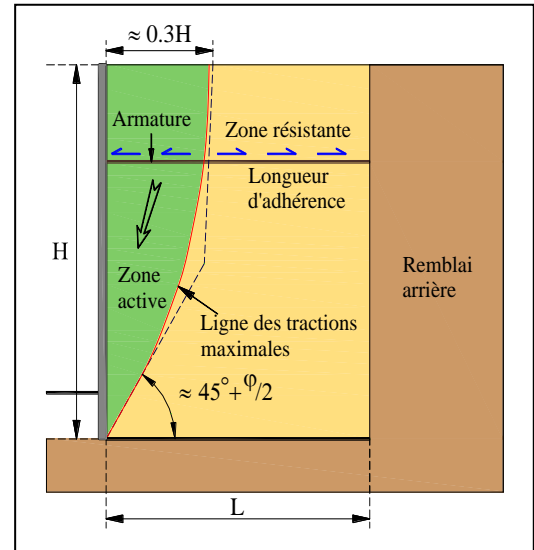 ≈ 0.3H
Armature
Zone résistante
Longueur
d'adhérence
H
Zone
active
Remblai
arrière
Ligne des tractions
maximales
≈ 45°+φ/2
L